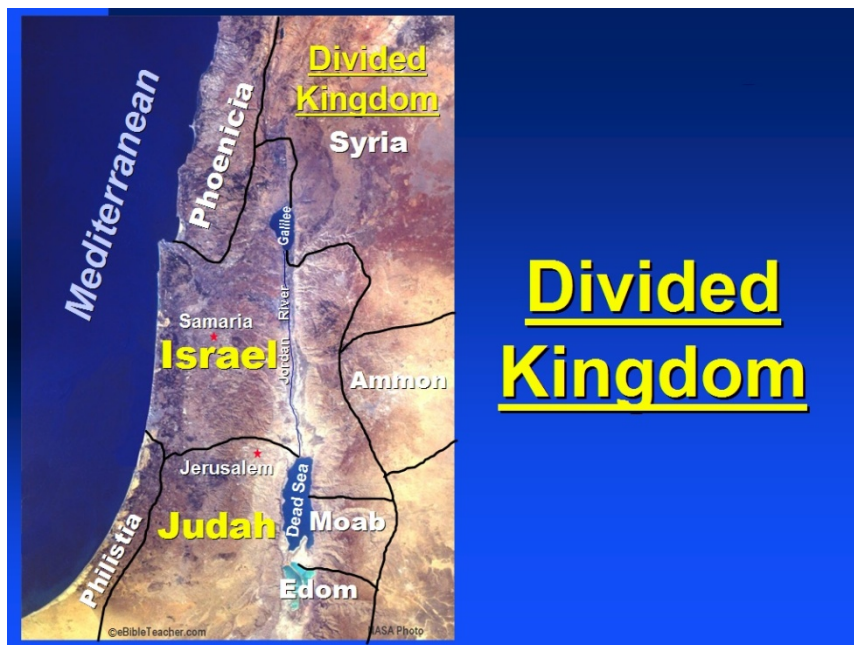 Divided
Kingdom
Syria
Phoenicia
Mediterranean
Galilee
Jordan River
Samaria
Israel
Ammon
Jerusalem
Dead Sea
Judah
Moab
Philistia
Edom
©eBibleTeacher.com
NASA Photo
Divided
Kingdom